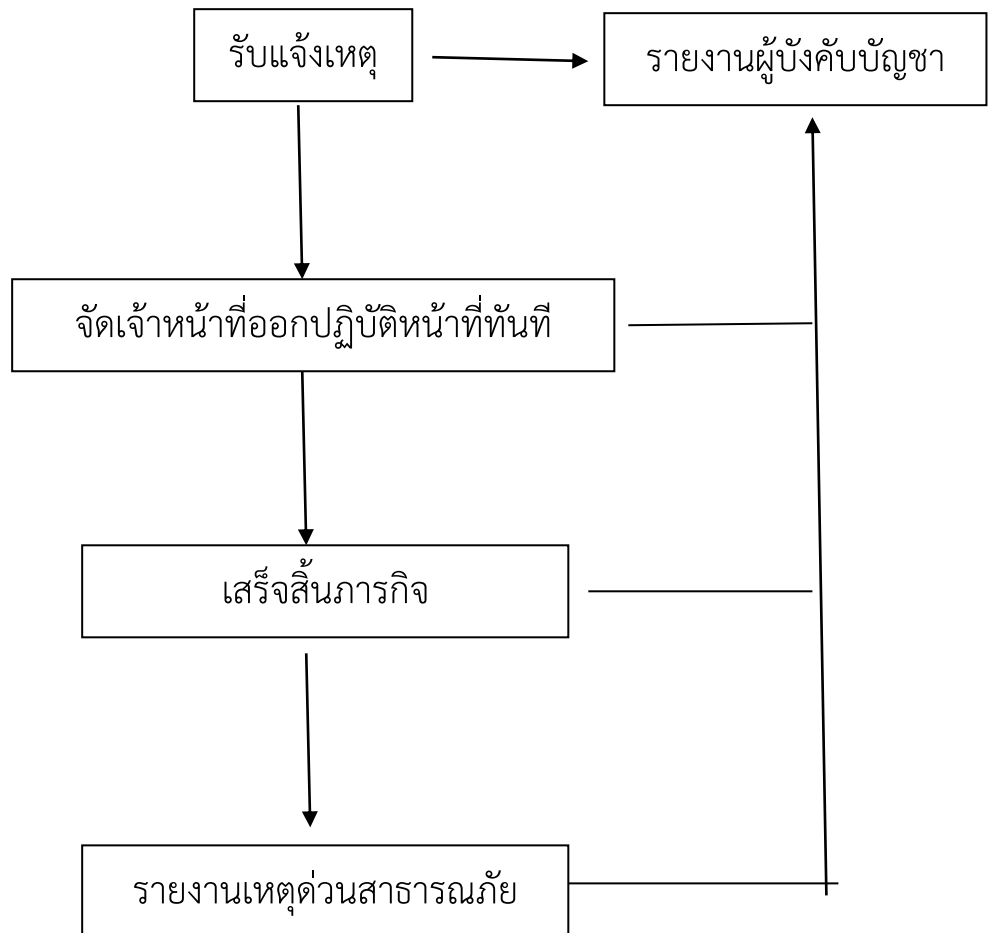 รับแจ้งเหตุ
รายงานผู้บังคับบัญชา
จัดเจ้าหน้าที่ออกปฏิบัติหน้าที่ทันที
เสร็จสิ้นภารกิจ
รายงานเหตุด่วนสาธารณภัย